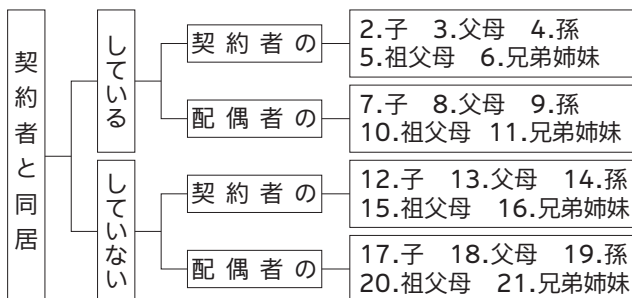 契約者と同居
している
契約者の
2.子 3.父母 4.孫
5.祖父母 6.兄弟姉妹
配偶者の
7.子 8.父母 9.孫
10.祖父母 11.兄弟姉妹
していない
契約者の
12.子 13.父母 14.孫
15.祖父母 16.兄弟姉妹
配偶者の
17.子 18.父母 19.孫
20.祖父母 21.兄弟姉妹